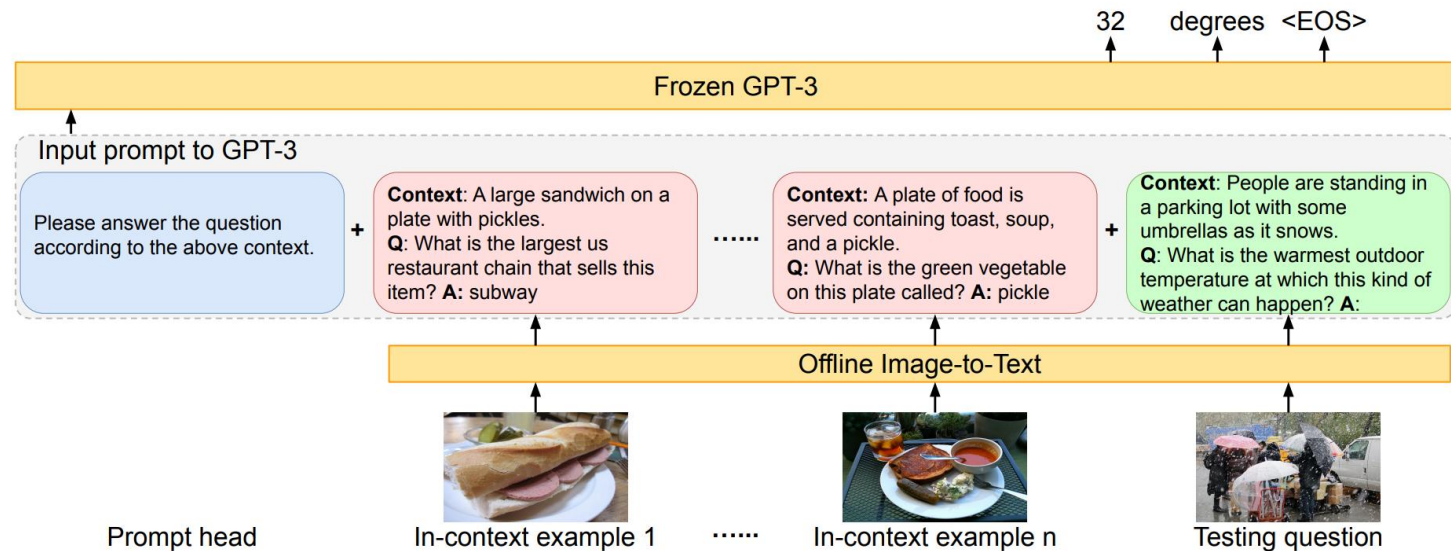 32 degrees <EOS>
Frozen GPT-3
Input prompt to GPT-3
Please answer the question
according to the above context.
+
Context: A large sandwich on a
plate with pickles.
Q: What is the largest us
restaurant chain that sells this
item? A: subway
......
Context: A plate of food is
served containing toast, soup,
and a pickle.
Q: What is the green vegetable
on this plate called? A: pickle
+
Context: People are standing in
a parking lot with some
umbrellas as it snows.
Q: What is the warmest outdoor
temperature at which this kind of
weather can happen? A:
Offline Image-to-Text
Prompt head
In-context example 1
......
In-context example n
Testing question